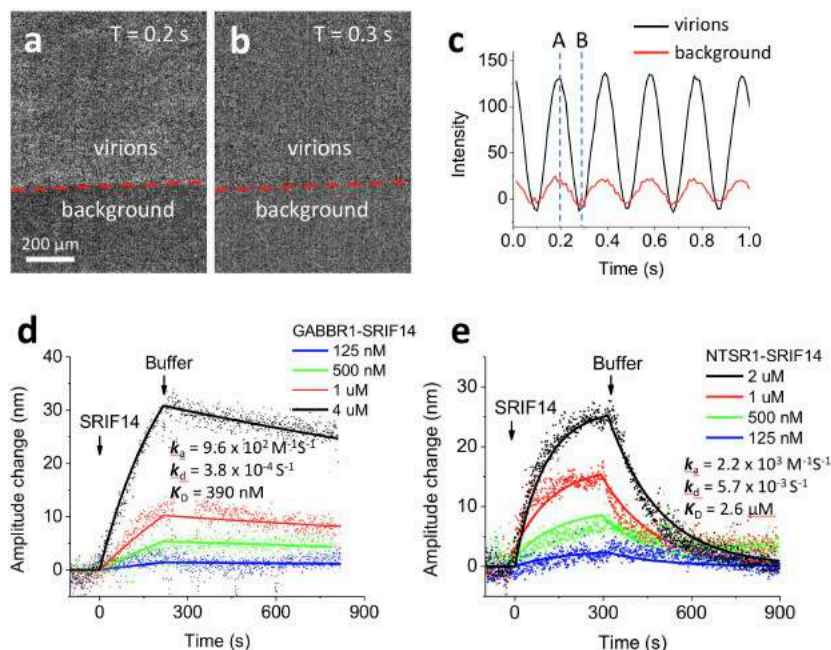 a
T = 0.2 s
virions
background
200 µm
b
T = 0.3 s
virions
background
c
virions
background
A B
150
100
50
0
Intensity
0.0 0.2 0.4 0.6 0.8 1.0
Time (s)
d
GABBR1-SRIF14
125 nM
500 nM
1 uM
4 uM
Buffer
SRIF14
kₐ = 9.6 x 10² M⁻¹S⁻¹
k_d = 3.8 x 10⁻⁴ S⁻¹
K_D = 390 nM
40
30
20
10
0
Amplitude change (nm)
0 300 600 900
Time (s)
e
NTSR1-SRIF14
2 uM
1 uM
500 nM
125 nM
Buffer
SRIF14
kₐ = 2.2 x 10³ M⁻¹S⁻¹
k_d = 5.7 x 10⁻³ S⁻¹
K_D = 2.6 µM
30
20
10
0
Amplitude change (nm)
0 300 600 900
Time (s)